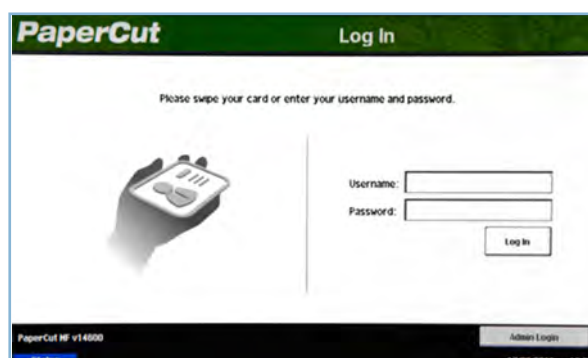 PaperCut
Log In
Please swipe your card or enter your username and password.
Username:
Password:
Log In
PaperCut MF v14600
Admin Login